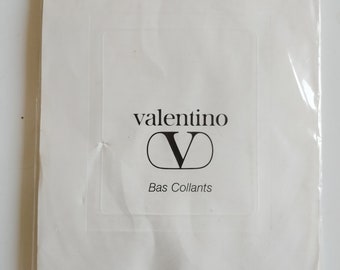 valentino
V
Bas Collants